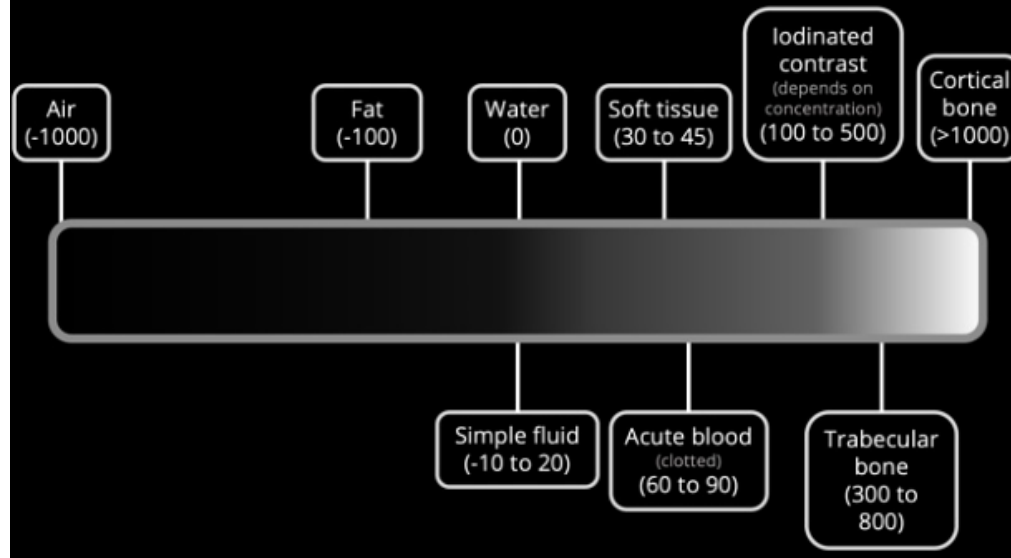 Air
(-1000)
Fat
(-100)
Water
(0)
Soft tissue
(30 to 45)
Iodinated
contrast
(depends on
concentration)
(100 to 500)
Cortical
bone
(>1000)
Simple fluid
(-10 to 20)
Acute blood
(clotted)
(60 to 90)
Trabecular
bone
(300 to
800)